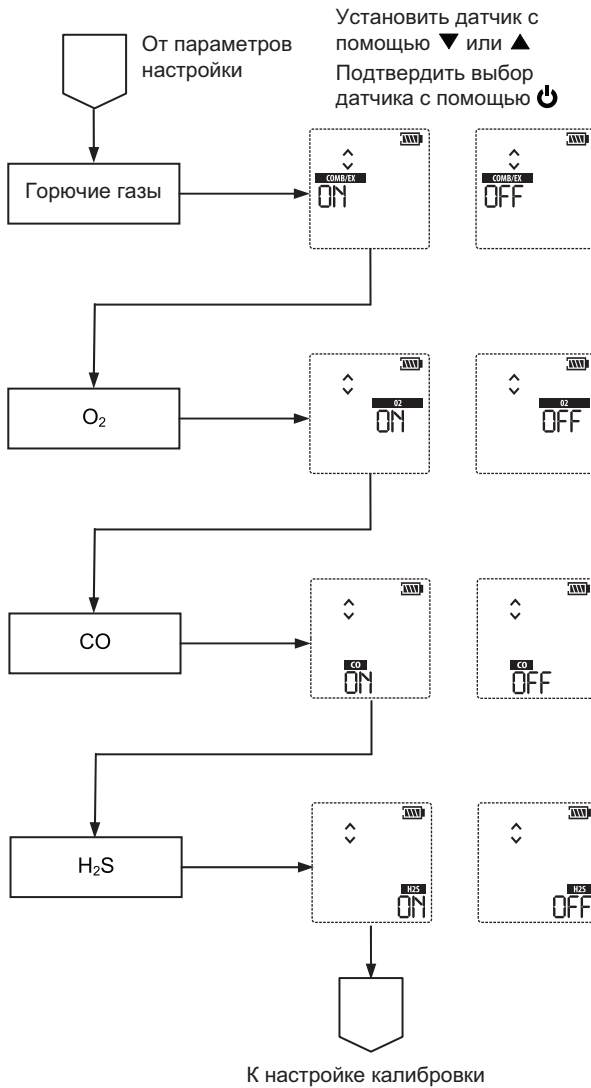 От параметров
настройки
Установить датчик с
помощью ▼ или ▲
Подтвердить выбор
датчика с помощью
Горючие газы
COMB/EX
ON
COMB/EX
OFF
O₂
O2
ON
O2
OFF
CO
CO
ON
CO
OFF
H₂S
H2S
ON
H2S
OFF
К настройке калибровки